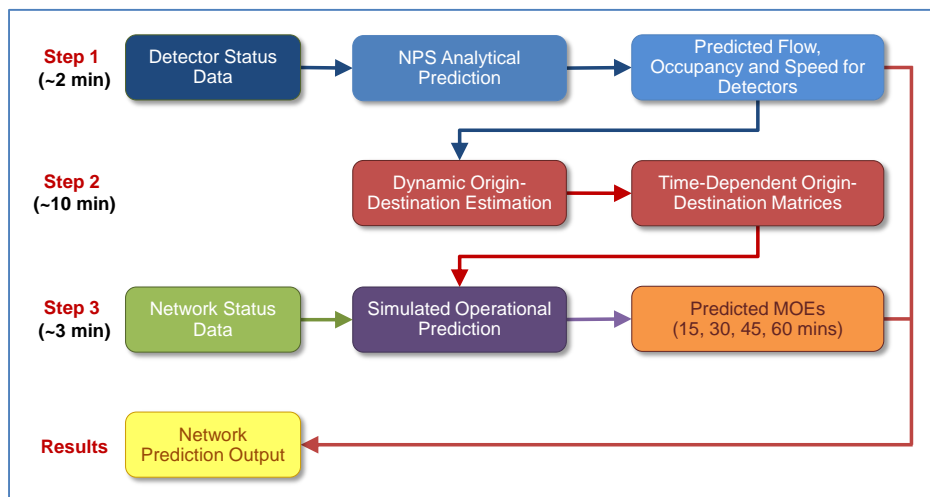 Step 1
(~2 min)
Detector Status
Data
NPS Analytical
Prediction
Predicted Flow,
Occupancy and Speed for
Detectors
Step 2
(~10 min)
Dynamic Origin-
Destination Estimation
Time-Dependent Origin-
Destination Matrices
Step 3
(~3 min)
Network Status
Data
Simulated Operational
Prediction
Predicted MOEs
(15, 30, 45, 60 mins)
Results
Network
Prediction Output